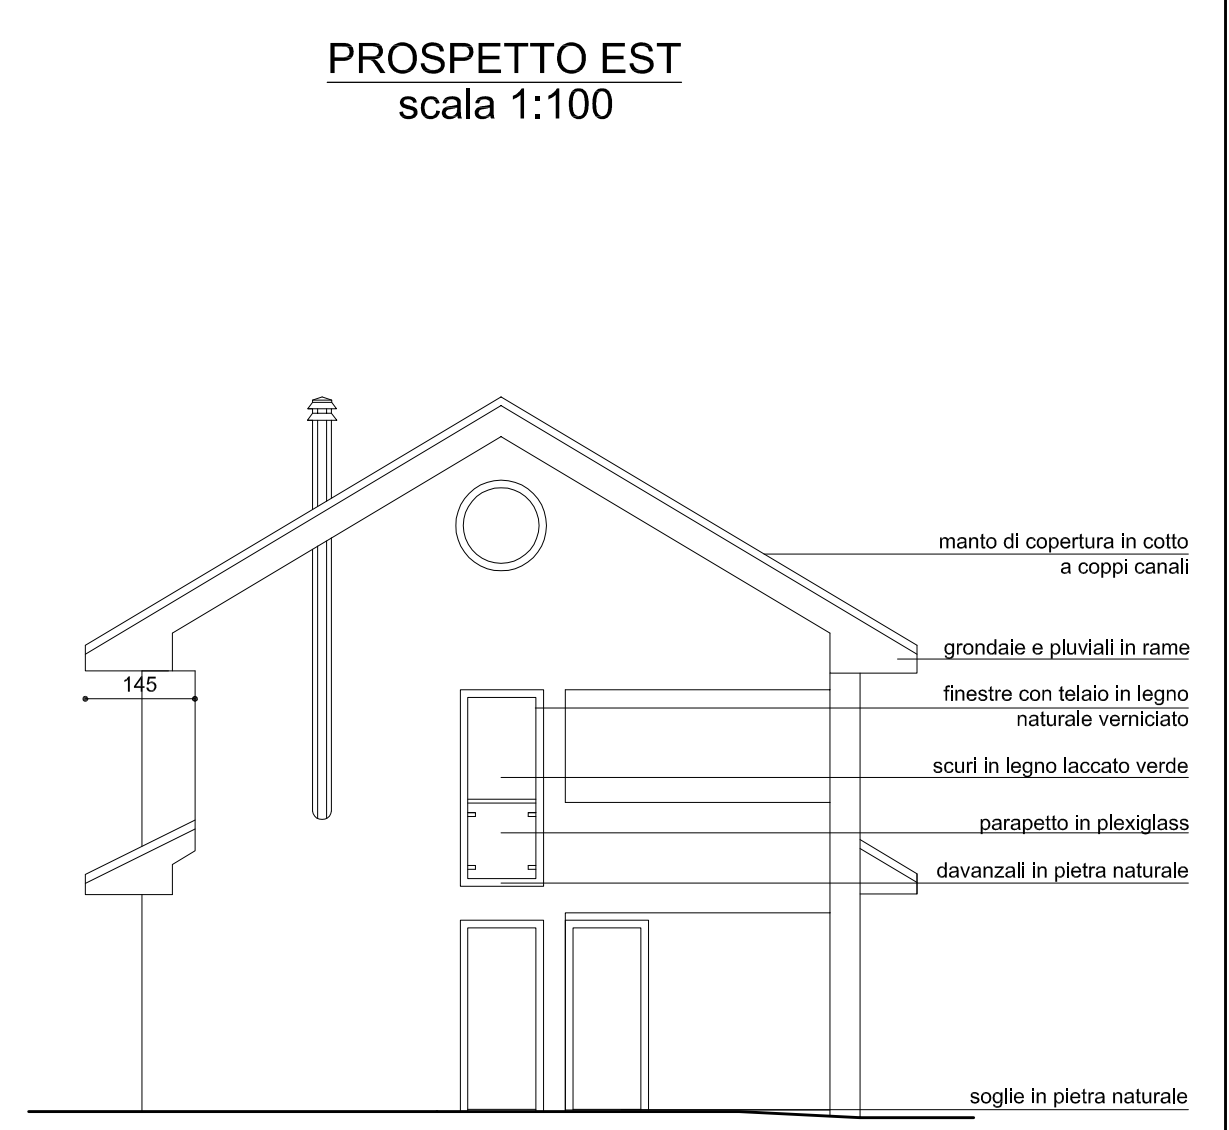 PROSPETTO EST
scala 1:100
manto di copertura in cotto
a coppi canali
grondaie e pluviali in rame
145
finestre con telaio in legno
naturale verniciato
scuri in legno laccato verde
parapetto in plexiglass
davanzali in pietra naturale
soglie in pietra naturale